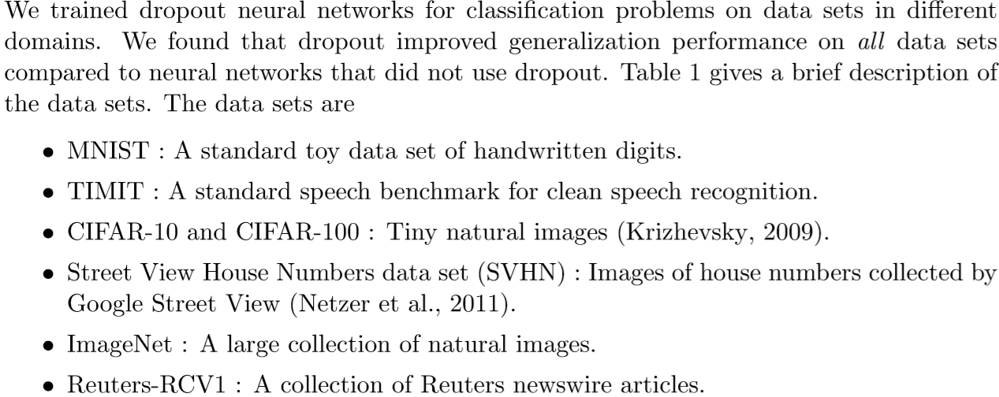 We trained dropout neural networks for classification problems on data sets in different
domains. We found that dropout improved generalization performance on all data sets
compared to neural networks that did not use dropout. Table 1 gives a brief description of
the data sets. The data sets are
• MNIST : A standard toy data set of handwritten digits.
• TIMIT : A standard speech benchmark for clean speech recognition.
• CIFAR-10 and CIFAR-100 : Tiny natural images (Krizhevsky, 2009).
• Street View House Numbers data set (SVHN) : Images of house numbers collected by
Google Street View (Netzer et al., 2011).
• ImageNet : A large collection of natural images.
• Reuters-RCV1 : A collection of Reuters newswire articles.